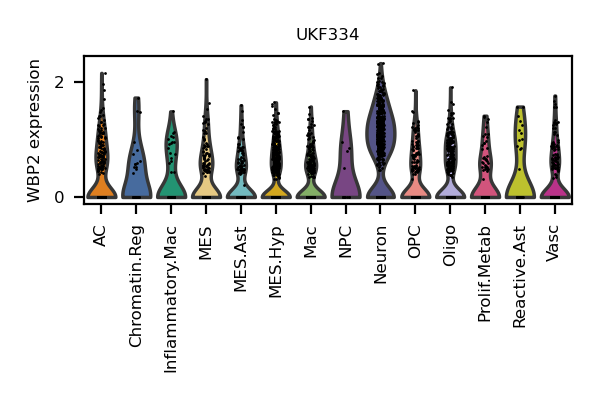 UKF334
WBP2 expression
2
0
AC
Chromatin.Reg
Inflammatory.Mac
MES
MES.Ast
MES.Hyp
Mac
NPC
Neuron
OPC
Oligo
Prolif.Metab
Reactive.Ast
Vasc